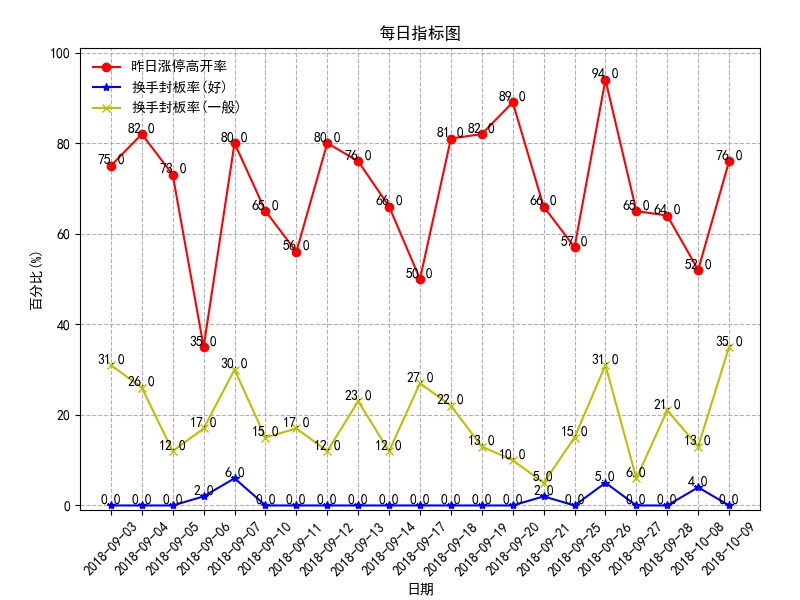 每日指标图
昨日涨停高开率
换手封板率(好)
换手封板率(一般)
百分比(%)
100
80
60
40
20
0
75.0 82.0 73.0 35.0 80.0 65.0 56.0 80.0 76.0 66.0 50.0 81.0 82.0 89.0 66.0 57.0 94.0 65.0 64.0 52.0 76.0
31.0 26.0 12.0 17.0 30.0 15.0 17.0 12.0 23.0 12.0 27.0 22.0 13.0 10.0 5.0 15.0 31.0 6.0 21.0 13.0 35.0
0.0 0.0 0.0 2.0 6.0 0.0 0.0 0.0 0.0 0.0 0.0 0.0 0.0 0.0 2.0 0.0 5.0 0.0 0.0 4.0 0.0
2018-09-03 2018-09-04 2018-09-05 2018-09-06 2018-09-07 2018-09-10 2018-09-11 2018-09-12 2018-09-13 2018-09-14 2018-09-17 2018-09-18 2018-09-19 2018-09-20 2018-09-21 2018-09-25 2018-09-26 2018-09-27 2018-09-28 2018-10-08 2018-10-09
日期